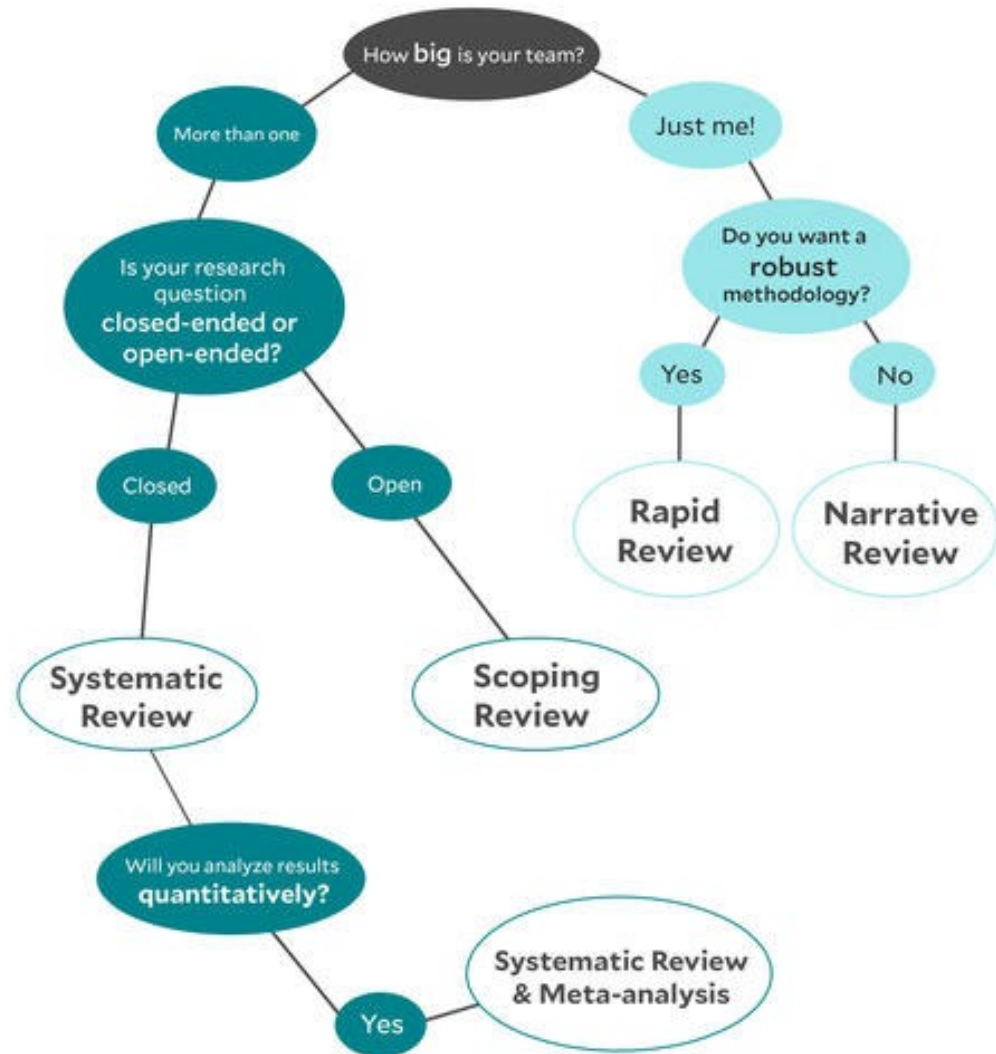 How big is your team?
More than one
Just me!
Is your research
question
closed-ended or
open-ended?
Do you want a
robust
methodology?
Yes
No
Closed
Open
Rapid
Review
Narrative
Review
Systematic
Review
Scoping
Review
Will you analyze results
quantitatively?
Yes
Systematic Review
& Meta-analysis